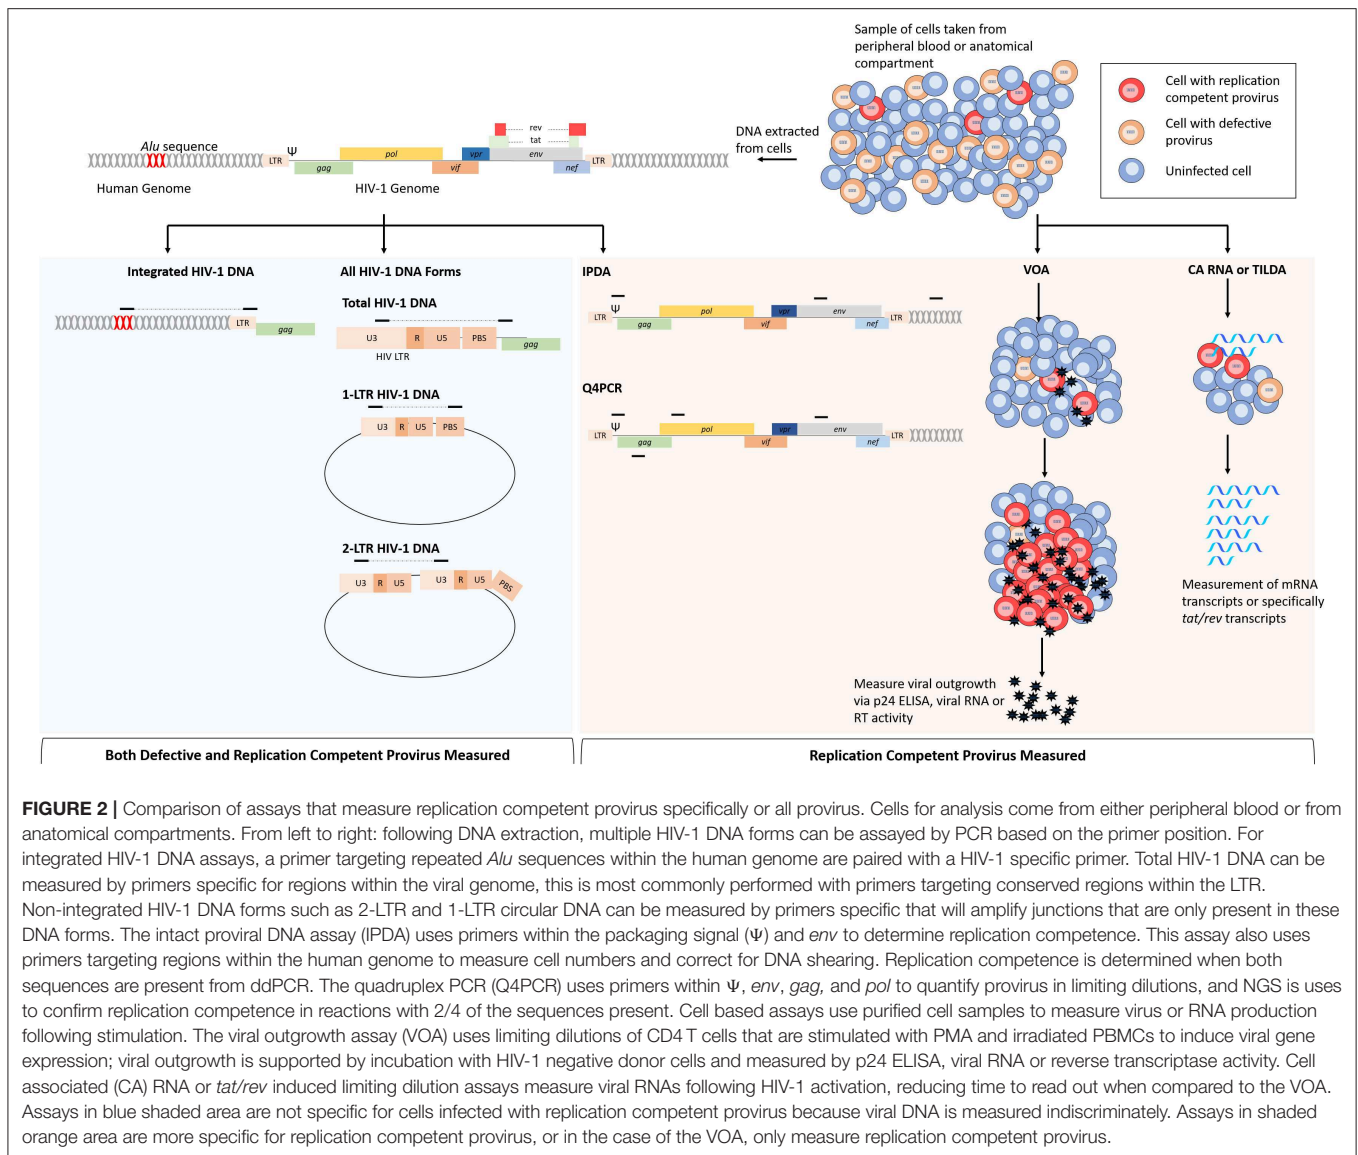 Sample of cells taken from
peripheral blood or anatomical
compartment
Cell with replication
competent provirus
Cell with defective
provirus
Uninfected cell
DNA extracted
from cells
Alu sequence
Ψ
rev
tat
LTR
gag
pol
vif
vpr
env
nef
LTR
Human Genome
HIV-1 Genome
Integrated HIV-1 DNA
LTR
gag
All HIV-1 DNA Forms
Total HIV-1 DNA
U3
R
U5
PBS
gag
HIV LTR
1-LTR HIV-1 DNA
U3
R
U5
PBS
2-LTR HIV-1 DNA
U3
R
U5
U3
R
U5
PBS
IPDA
LTR
Ψ
gag
pol
vif
vpr
env
nef
LTR
Q4PCR
LTR
Ψ
gag
pol
vif
vpr
env
nef
LTR
VOA
Measure viral outgrowth
via p24 ELISA, viral RNA or
RT activity
CA RNA or TILDA
Measurement of mRNA
transcripts or specifically
tat/rev transcripts
Both Defective and Replication Competent Provirus Measured
Replication Competent Provirus Measured
FIGURE 2 | Comparison of assays that measure replication competent provirus specifically or all provirus. Cells for analysis come from either peripheral blood or from
anatomical compartments. From left to right: following DNA extraction, multiple HIV-1 DNA forms can be assayed by PCR based on the primer position. For
integrated HIV-1 DNA assays, a primer targeting repeated Alu sequences within the human genome are paired with a HIV-1 specific primer. Total HIV-1 DNA can be
measured by primers specific for regions within the viral genome, this is most commonly performed with primers targeting conserved regions within the LTR.
Non-integrated HIV-1 DNA forms such as 2-LTR and 1-LTR circular DNA can be measured by primers specific that will amplify junctions that are only present in these
DNA forms. The intact proviral DNA assay (IPDA) uses primers within the packaging signal (Ψ) and env to determine replication competence. This assay also uses
primers targeting regions within the human genome to measure cell numbers and correct for DNA shearing. Replication competence is determined when both
sequences are present from ddPCR. The quadruplex PCR (Q4PCR) uses primers within Ψ, env, gag, and pol to quantify provirus in limiting dilutions, and NGS is uses
to confirm replication competence in reactions with 2/4 of the sequences present. Cell based assays use purified cell samples to measure virus or RNA production
following stimulation. The viral outgrowth assay (VOA) uses limiting dilutions of CD4 T cells that are stimulated with PMA and irradiated PBMCs to induce viral gene
expression; viral outgrowth is supported by incubation with HIV-1 negative donor cells and measured by p24 ELISA, viral RNA or reverse transcriptase activity. Cell
associated (CA) RNA or tat/rev induced limiting dilution assays measure viral RNAs following HIV-1 activation, reducing time to read out when compared to the VOA.
Assays in blue shaded area are not specific for cells infected with replication competent provirus because viral DNA is measured indiscriminately. Assays in shaded
orange area are more specific for replication competent provirus, or in the case of the VOA, only measure replication competent provirus.